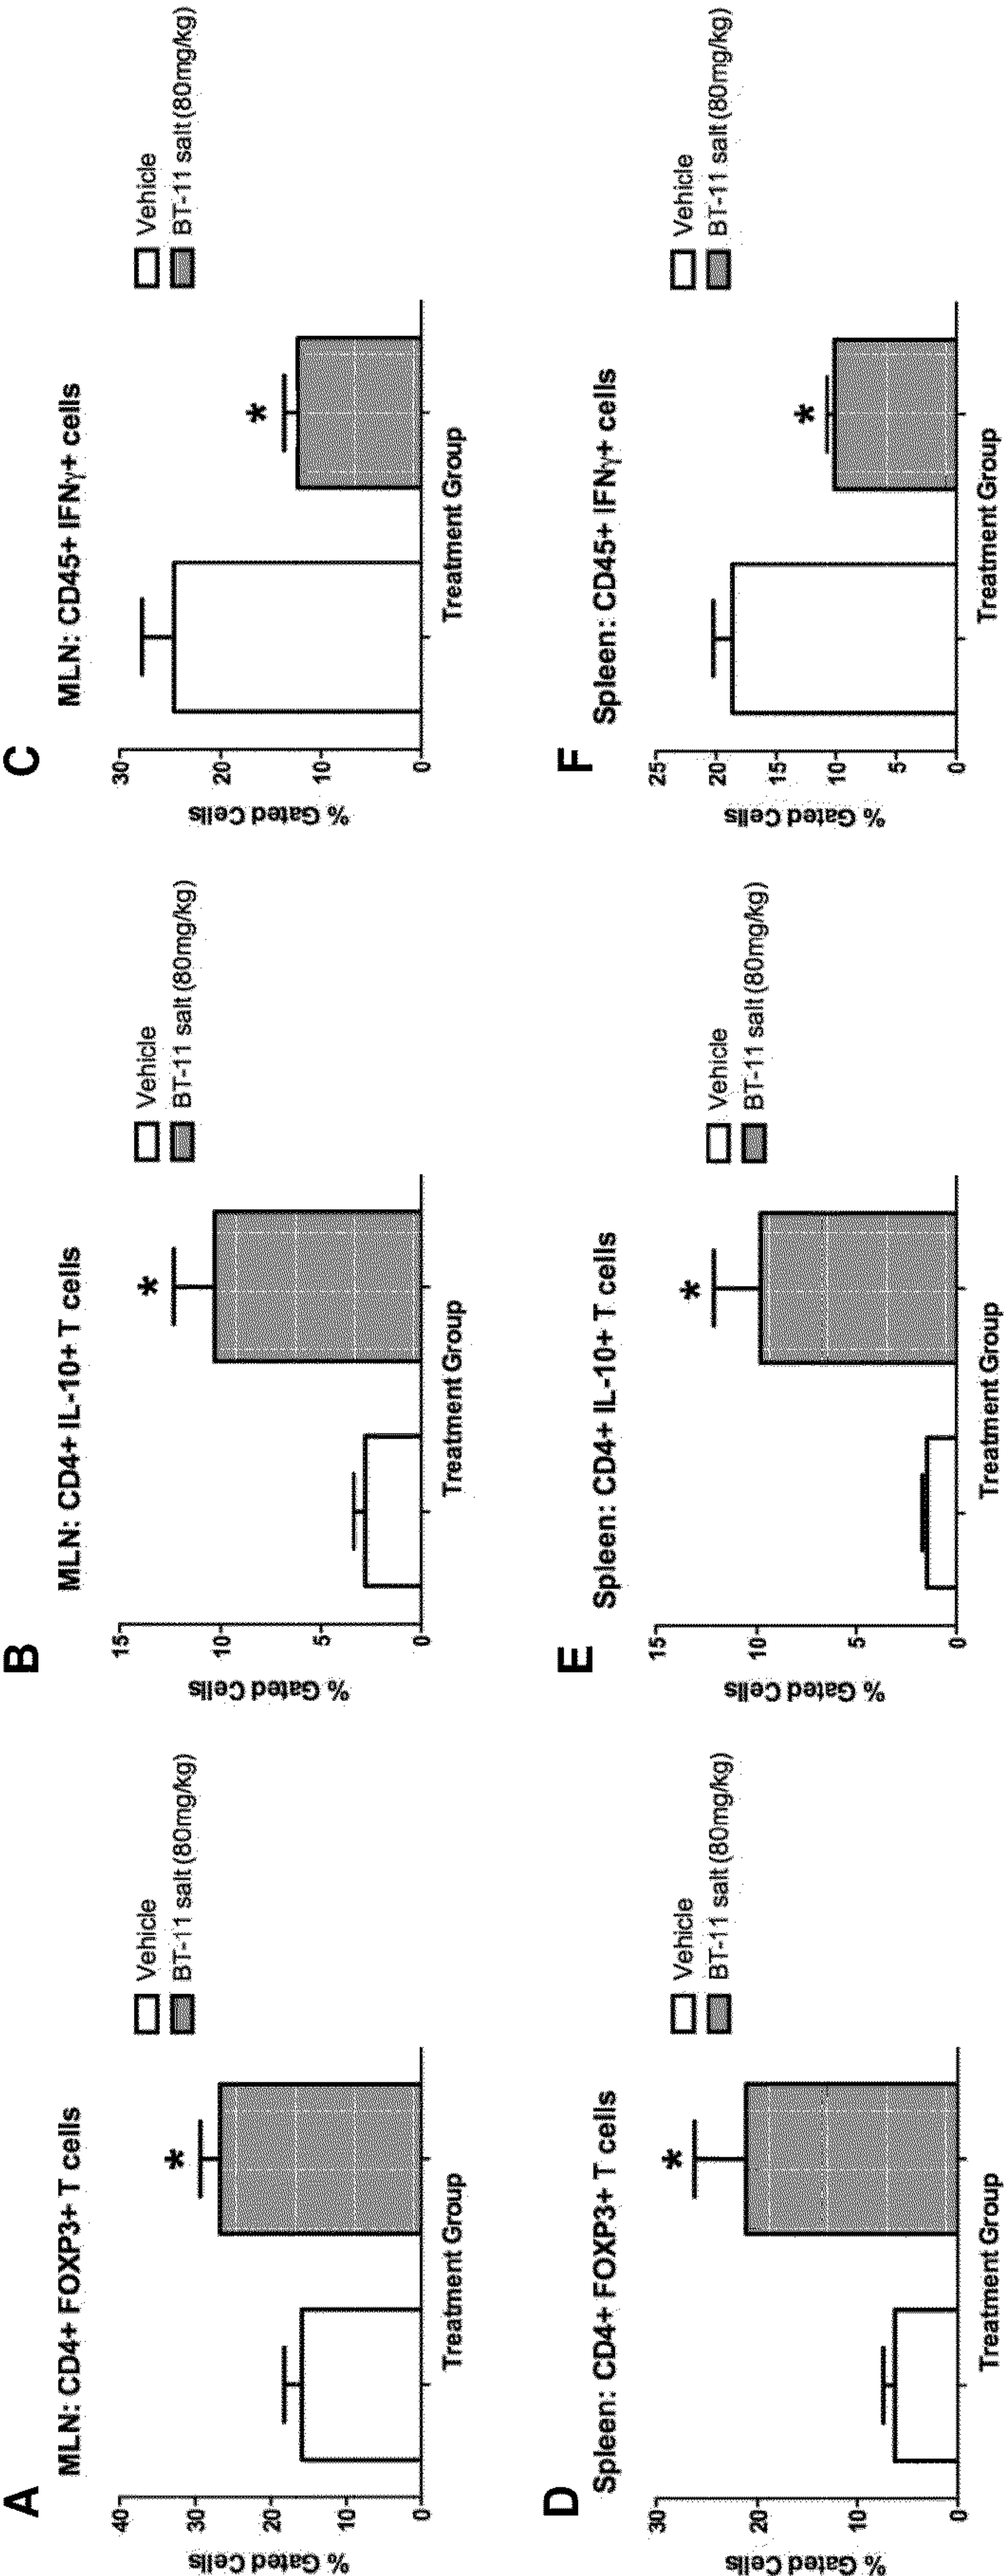 A
MLN: CD4+ FOXP3+ T cells
% Gated Cells
40
30
20
10
0
Treatment Group
*
Vehicle
BT-11 salt (80mg/kg)
B
MLN: CD4+ IL-10+ T cells
% Gated Cells
15
10
5
0
Treatment Group
*
Vehicle
BT-11 salt (80mg/kg)
C
MLN: CD45+ IFNγ+ cells
% Gated Cells
30
20
10
0
Treatment Group
*
Vehicle
BT-11 salt (80mg/kg)
D
Spleen: CD4+ FOXP3+ T cells
% Gated Cells
30
20
10
0
Treatment Group
*
Vehicle
BT-11 salt (80mg/kg)
E
Spleen: CD4+ IL-10+ T cells
% Gated Cells
15
10
5
0
Treatment Group
*
Vehicle
BT-11 salt (80mg/kg)
F
Spleen: CD45+ IFNγ+ cells
% Gated Cells
25
20
15
10
5
0
Treatment Group
*
Vehicle
BT-11 salt (80mg/kg)